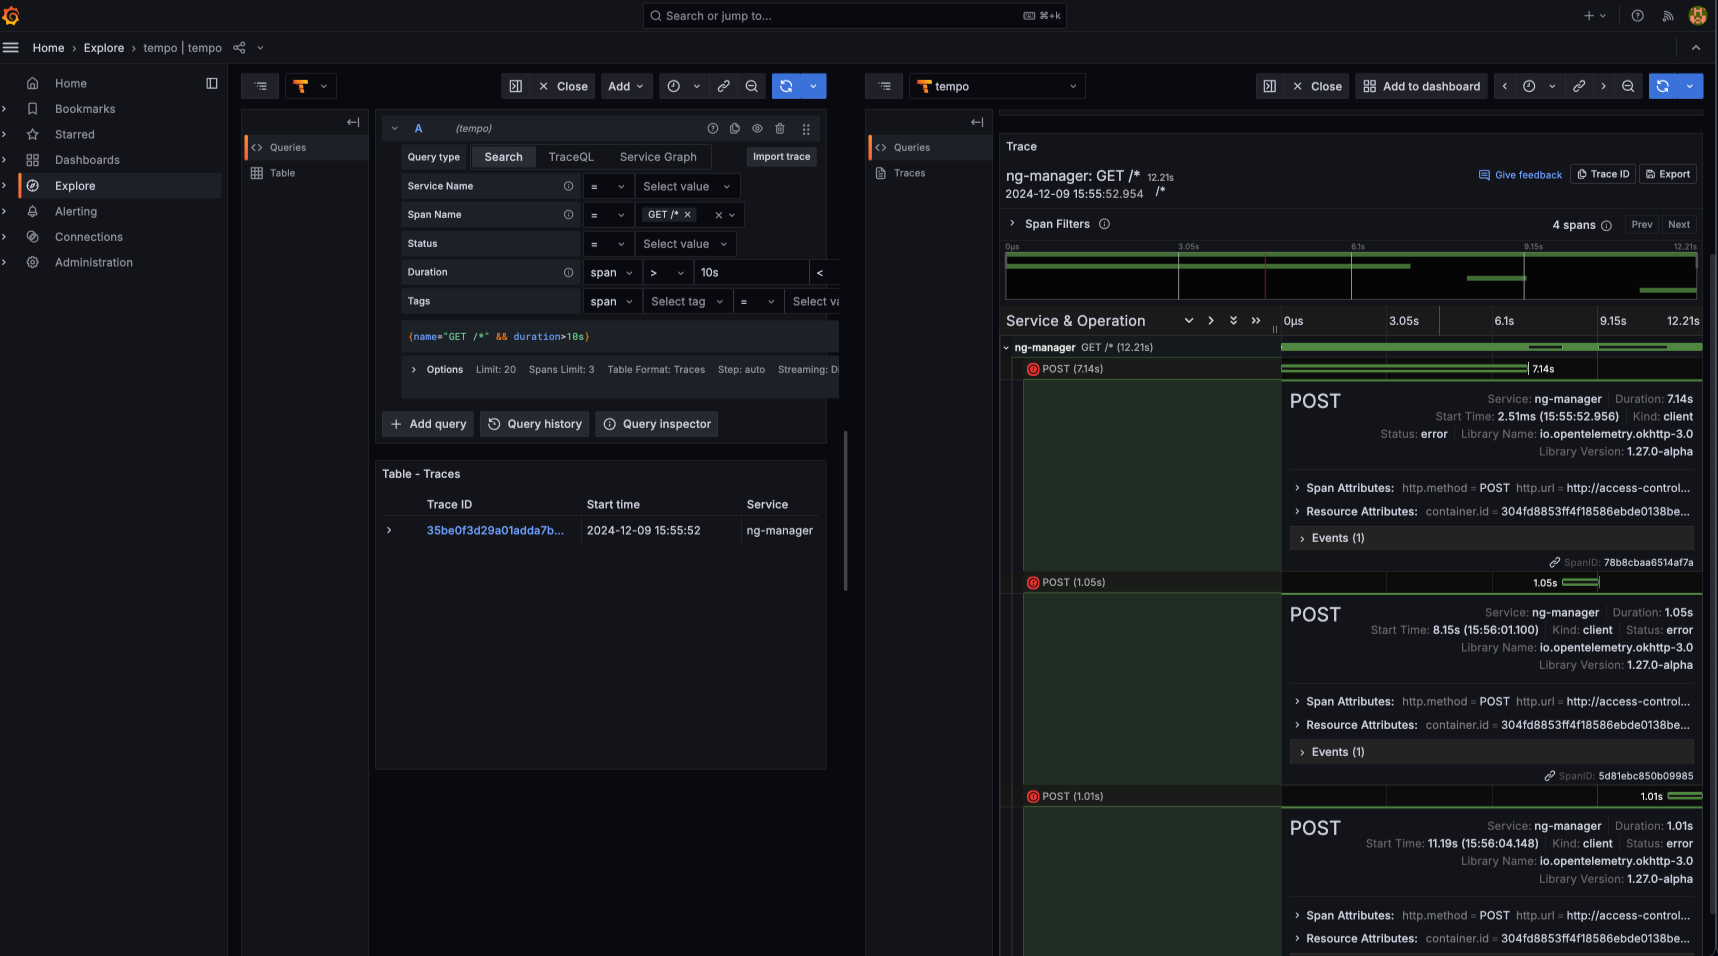 Search or jump to...
⌘+k
Home › Explore › tempo | tempo
Home
Bookmarks
Starred
Dashboards
Explore
Alerting
Connections
Administration
Close
Add
Queries
Table
A (tempo)
Query type Search TraceQL Service Graph Import trace
Service Name = Select value
Span Name = GET /*
Status = Select value
Duration span > 10s <
Tags span Select tag = Select va
{name="GET /*" && duration>10s}
Options Limit: 20 Spans Limit: 3 Table Format: Traces Step: auto Streaming: Di
+ Add query Query history Query inspector
Table - Traces
Trace ID Start time Service
35be0f3d29a01adda7b... 2024-12-09 15:55:52 ng-manager
tempo
Close
Add to dashboard
Queries
Traces
Trace
ng-manager: GET /* 12.21s
2024-12-09 15:55:52.954 /*
Give feedback Trace ID Export
Span Filters
4 spans Prev Next
0µs 3.05s 6.1s 9.15s 12.21s
Service & Operation
0µs 3.05s 6.1s 9.15s 12.21s
ng-manager GET /* (12.21s)
POST (7.14s)
7.14s
POST
Service: ng-manager Duration: 7.14s
Start Time: 2.51ms (15:55:52.956) Kind: client
Status: error Library Name: io.opentelemetry.okhttp-3.0
Library Version: 1.27.0-alpha
Span Attributes: http.method = POST http.url = http://access-control...
Resource Attributes: container.id = 304fd8853ff4f18586ebde0138be...
Events (1)
SpanID: 78b8cbaa6514af7a
POST (1.05s)
1.05s
POST
Service: ng-manager Duration: 1.05s
Start Time: 8.15s (15:56:01.100) Kind: client Status: error
Library Name: io.opentelemetry.okhttp-3.0
Library Version: 1.27.0-alpha
Span Attributes: http.method = POST http.url = http://access-control...
Resource Attributes: container.id = 304fd8853ff4f18586ebde0138be...
Events (1)
SpanID: 5d81ebc850b09985
POST (1.01s)
1.01s
POST
Service: ng-manager Duration: 1.01s
Start Time: 11.19s (15:56:04.148) Kind: client Status: error
Library Name: io.opentelemetry.okhttp-3.0
Library Version: 1.27.0-alpha
Span Attributes: http.method = POST http.url = http://access-control...
Resource Attributes: container.id = 304fd8853ff4f18586ebde0138be...